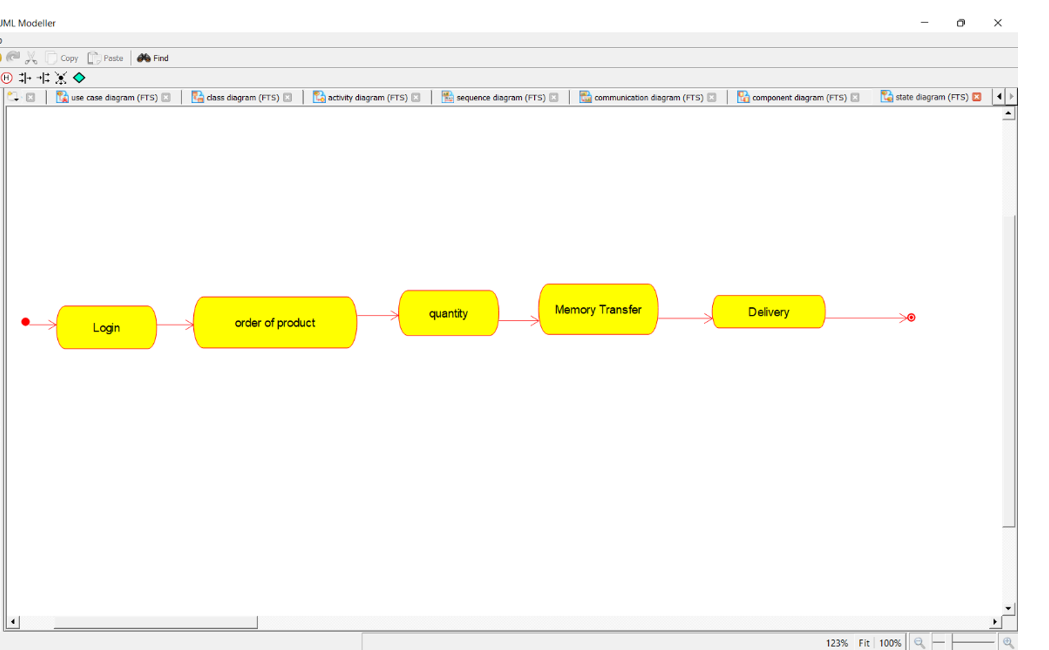 UML Modeller
Copy Paste Find
H
use case diagram (FTS) class diagram (FTS) activity diagram (FTS) sequence diagram (FTS) communication diagram (FTS) component diagram (FTS) state diagram (FTS)
Login
order of product
quantity
Memory Transfer
Delivery
123% Fit 100%